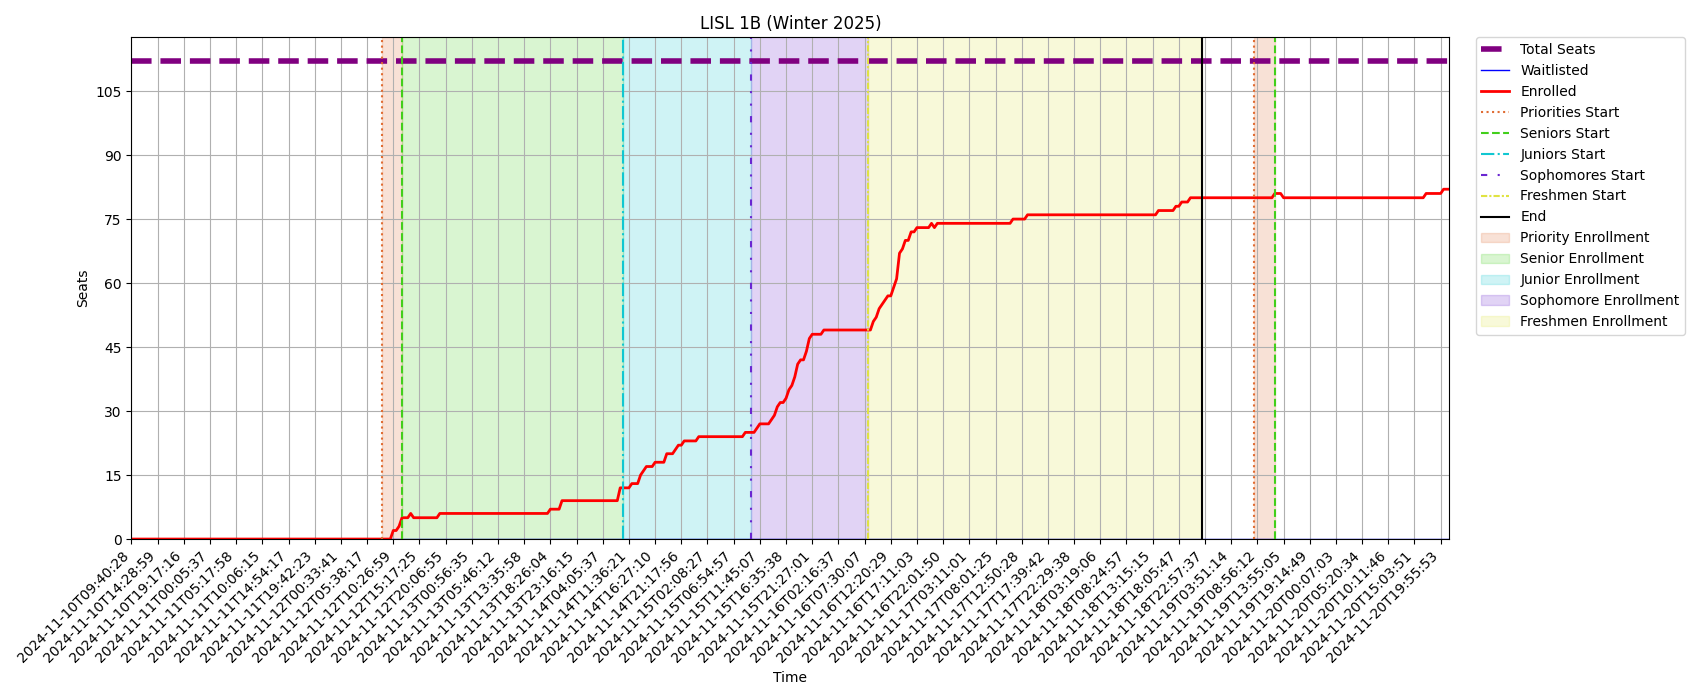 LISL 1B (Winter 2025)
Seats
105
90
75
60
45
30
15
0
2024-11-10T09:40:28
2024-11-10T14:28:59
2024-11-10T19:17:16
2024-11-11T00:05:37
2024-11-11T05:17:58
2024-11-11T10:06:15
2024-11-11T14:54:17
2024-11-11T19:42:23
2024-11-12T00:33:41
2024-11-12T05:38:17
2024-11-12T10:26:59
2024-11-12T15:17:25
2024-11-12T20:06:55
2024-11-13T00:56:35
2024-11-13T05:46:12
2024-11-13T13:35:58
2024-11-13T18:26:04
2024-11-13T23:16:15
2024-11-14T04:05:37
2024-11-14T11:36:21
2024-11-14T16:27:10
2024-11-14T21:17:56
2024-11-15T02:08:27
2024-11-15T06:54:57
2024-11-15T11:45:07
2024-11-15T16:35:38
2024-11-15T21:27:01
2024-11-16T02:16:37
2024-11-16T07:30:07
2024-11-16T12:20:29
2024-11-16T17:11:03
2024-11-16T22:01:50
2024-11-17T03:11:01
2024-11-17T08:01:25
2024-11-17T12:50:28
2024-11-17T17:39:42
2024-11-17T22:29:38
2024-11-18T03:19:06
2024-11-18T08:24:57
2024-11-18T13:15:15
2024-11-18T18:05:47
2024-11-18T22:57:37
2024-11-19T03:51:14
2024-11-19T08:56:12
2024-11-19T13:55:05
2024-11-19T19:14:49
2024-11-20T00:07:03
2024-11-20T05:20:34
2024-11-20T10:11:46
2024-11-20T15:03:51
2024-11-20T19:55:53
Time
Total Seats
Waitlisted
Enrolled
Priorities Start
Seniors Start
Juniors Start
Sophomores Start
Freshmen Start
End
Priority Enrollment
Senior Enrollment
Junior Enrollment
Sophomore Enrollment
Freshmen Enrollment